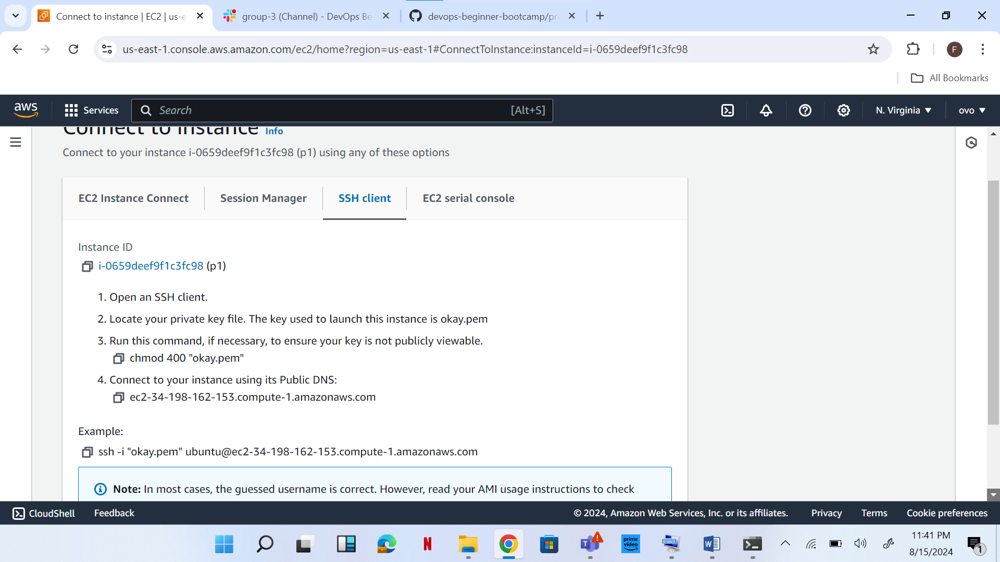 Connect to instance | EC2 | us-e
group-3 (Channel) - DevOps Be
devops-beginner-bootcamp/pr
us-east-1.console.aws.amazon.com/ec2/home?region=us-east-1#ConnectToInstance:instanceId=i-0659deef9f1c3fc98
F
All Bookmarks
aws
Services
Search
[Alt+S]
N. Virginia
ovo
Connect to instance Info
Connect to your instance i-0659deef9f1c3fc98 (p1) using any of these options
EC2 Instance Connect
Session Manager
SSH client
EC2 serial console
Instance ID
i-0659deef9f1c3fc98 (p1)
1. Open an SSH client.
2. Locate your private key file. The key used to launch this instance is okay.pem
3. Run this command, if necessary, to ensure your key is not publicly viewable.
chmod 400 "okay.pem"
4. Connect to your instance using its Public DNS:
ec2-34-198-162-153.compute-1.amazonaws.com
Example:
ssh -i "okay.pem" ubuntu@ec2-34-198-162-153.compute-1.amazonaws.com
Note: In most cases, the guessed username is correct. However, read your AMI usage instructions to check
CloudShell
Feedback
© 2024, Amazon Web Services, Inc. or its affiliates.
Privacy
Terms
Cookie preferences
N
T
prime
video
W
11:41 PM
8/15/2024
1